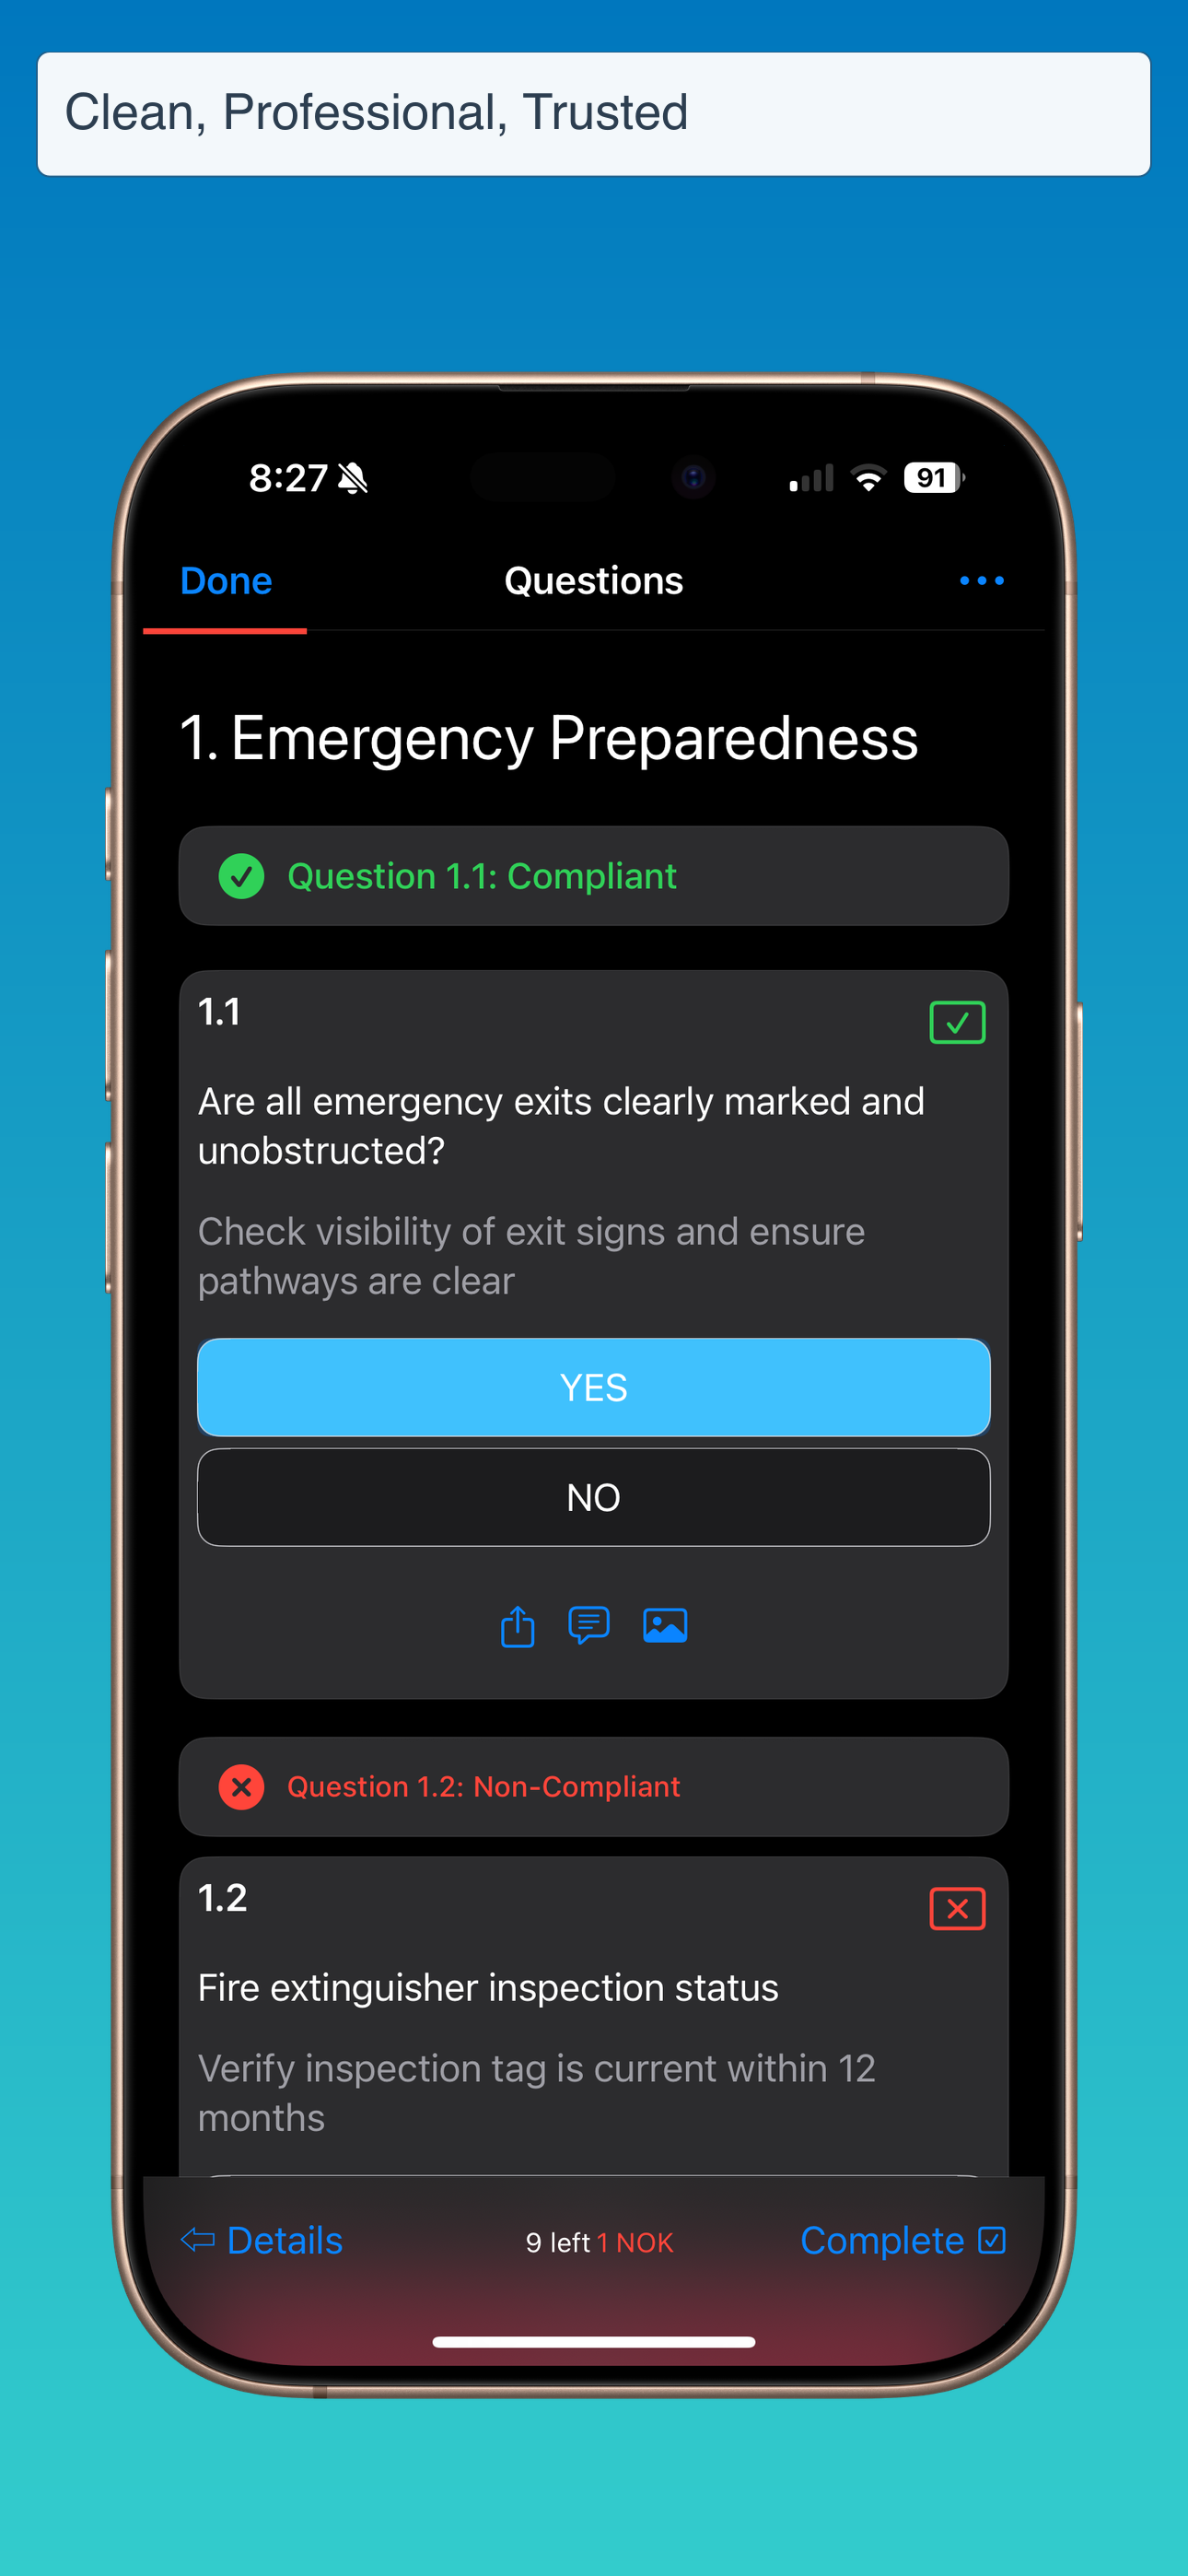 Clean, Professional, Trusted
8:27
91
Done
Questions
1. Emergency Preparedness
Question 1.1: Compliant
1.1
Are all emergency exits clearly marked and
unobstructed?
Check visibility of exit signs and ensure
pathways are clear
YES
NO
Question 1.2: Non-Compliant
1.2
Fire extinguisher inspection status
Verify inspection tag is current within 12
months
Details
9 left 1 NOK
Complete